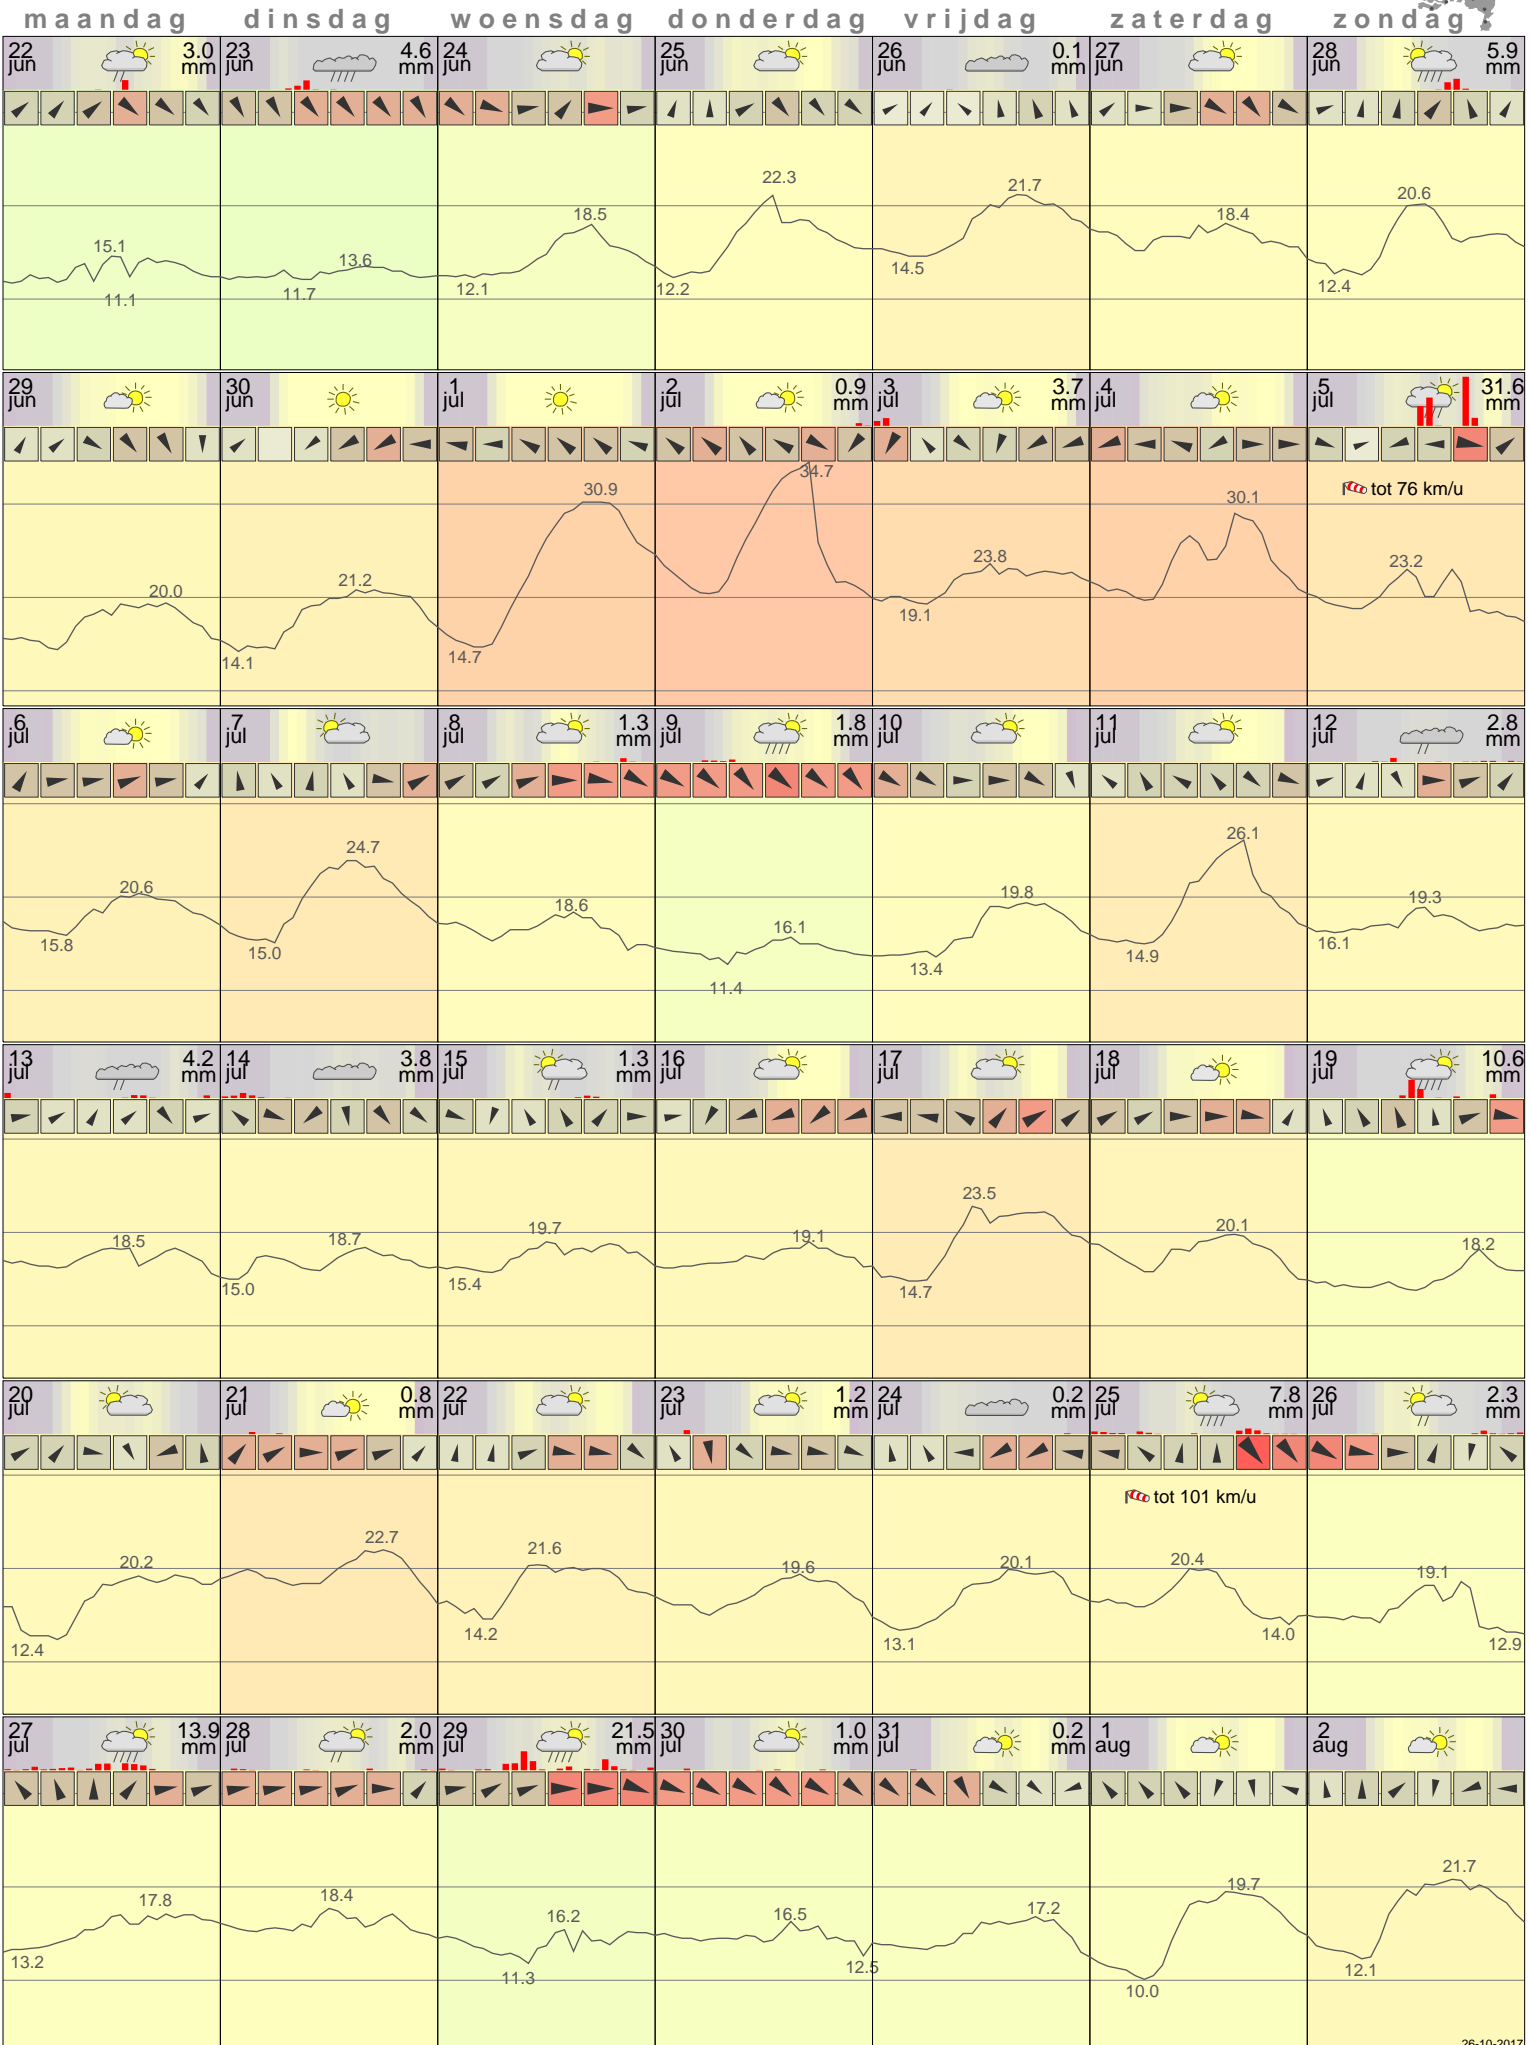 maandag dinsdag woensdag donderdag vrijdag zaterdag zondag
22 jun 3.0 mm 23 jun 4.6 mm 24 jun 25 jun 26 jun 0.1 mm 27 jun 28 jun 5.9 mm
15.1 11.1 13.6 11.7 18.5 12.1 22.3 12.2 21.7 14.5 18.4 20.6 12.4
29 jun 30 jun 1 jul 2 jul 0.9 mm 3 jul 3.7 mm 4 jul 5 jul 31.6 mm
tot 76 km/u
20.0 21.2 14.1 30.9 14.7 34.7 23.8 19.1 30.1 23.2
6 jul 7 jul 8 jul 1.3 mm 9 jul 1.8 mm 10 jul 11 jul 12 jul 2.8 mm
20.6 15.8 24.7 15.0 18.6 16.1 11.4 19.8 13.4 26.1 14.9 19.3 16.1
13 jul 4.2 mm 14 jul 3.8 mm 15 jul 1.3 mm 16 jul 17 jul 18 jul 19 jul 10.6 mm
18.5 18.7 15.0 19.7 15.4 19.1 23.5 14.7 20.1 18.2
20 jul 21 jul 0.8 mm 22 jul 23 jul 1.2 mm 24 jul 0.2 mm 25 jul 7.8 mm 26 jul 2.3 mm
tot 101 km/u
20.2 12.4 22.7 21.6 14.2 19.6 20.1 13.1 20.4 14.0 19.1 12.9
27 jul 13.9 mm 28 jul 2.0 mm 29 jul 21.5 mm 30 jul 1.0 mm 31 jul 0.2 mm 1 aug 2 aug
17.8 13.2 18.4 16.2 11.3 16.5 12.5 17.2 19.7 10.0 21.7 12.1
26-10-2017